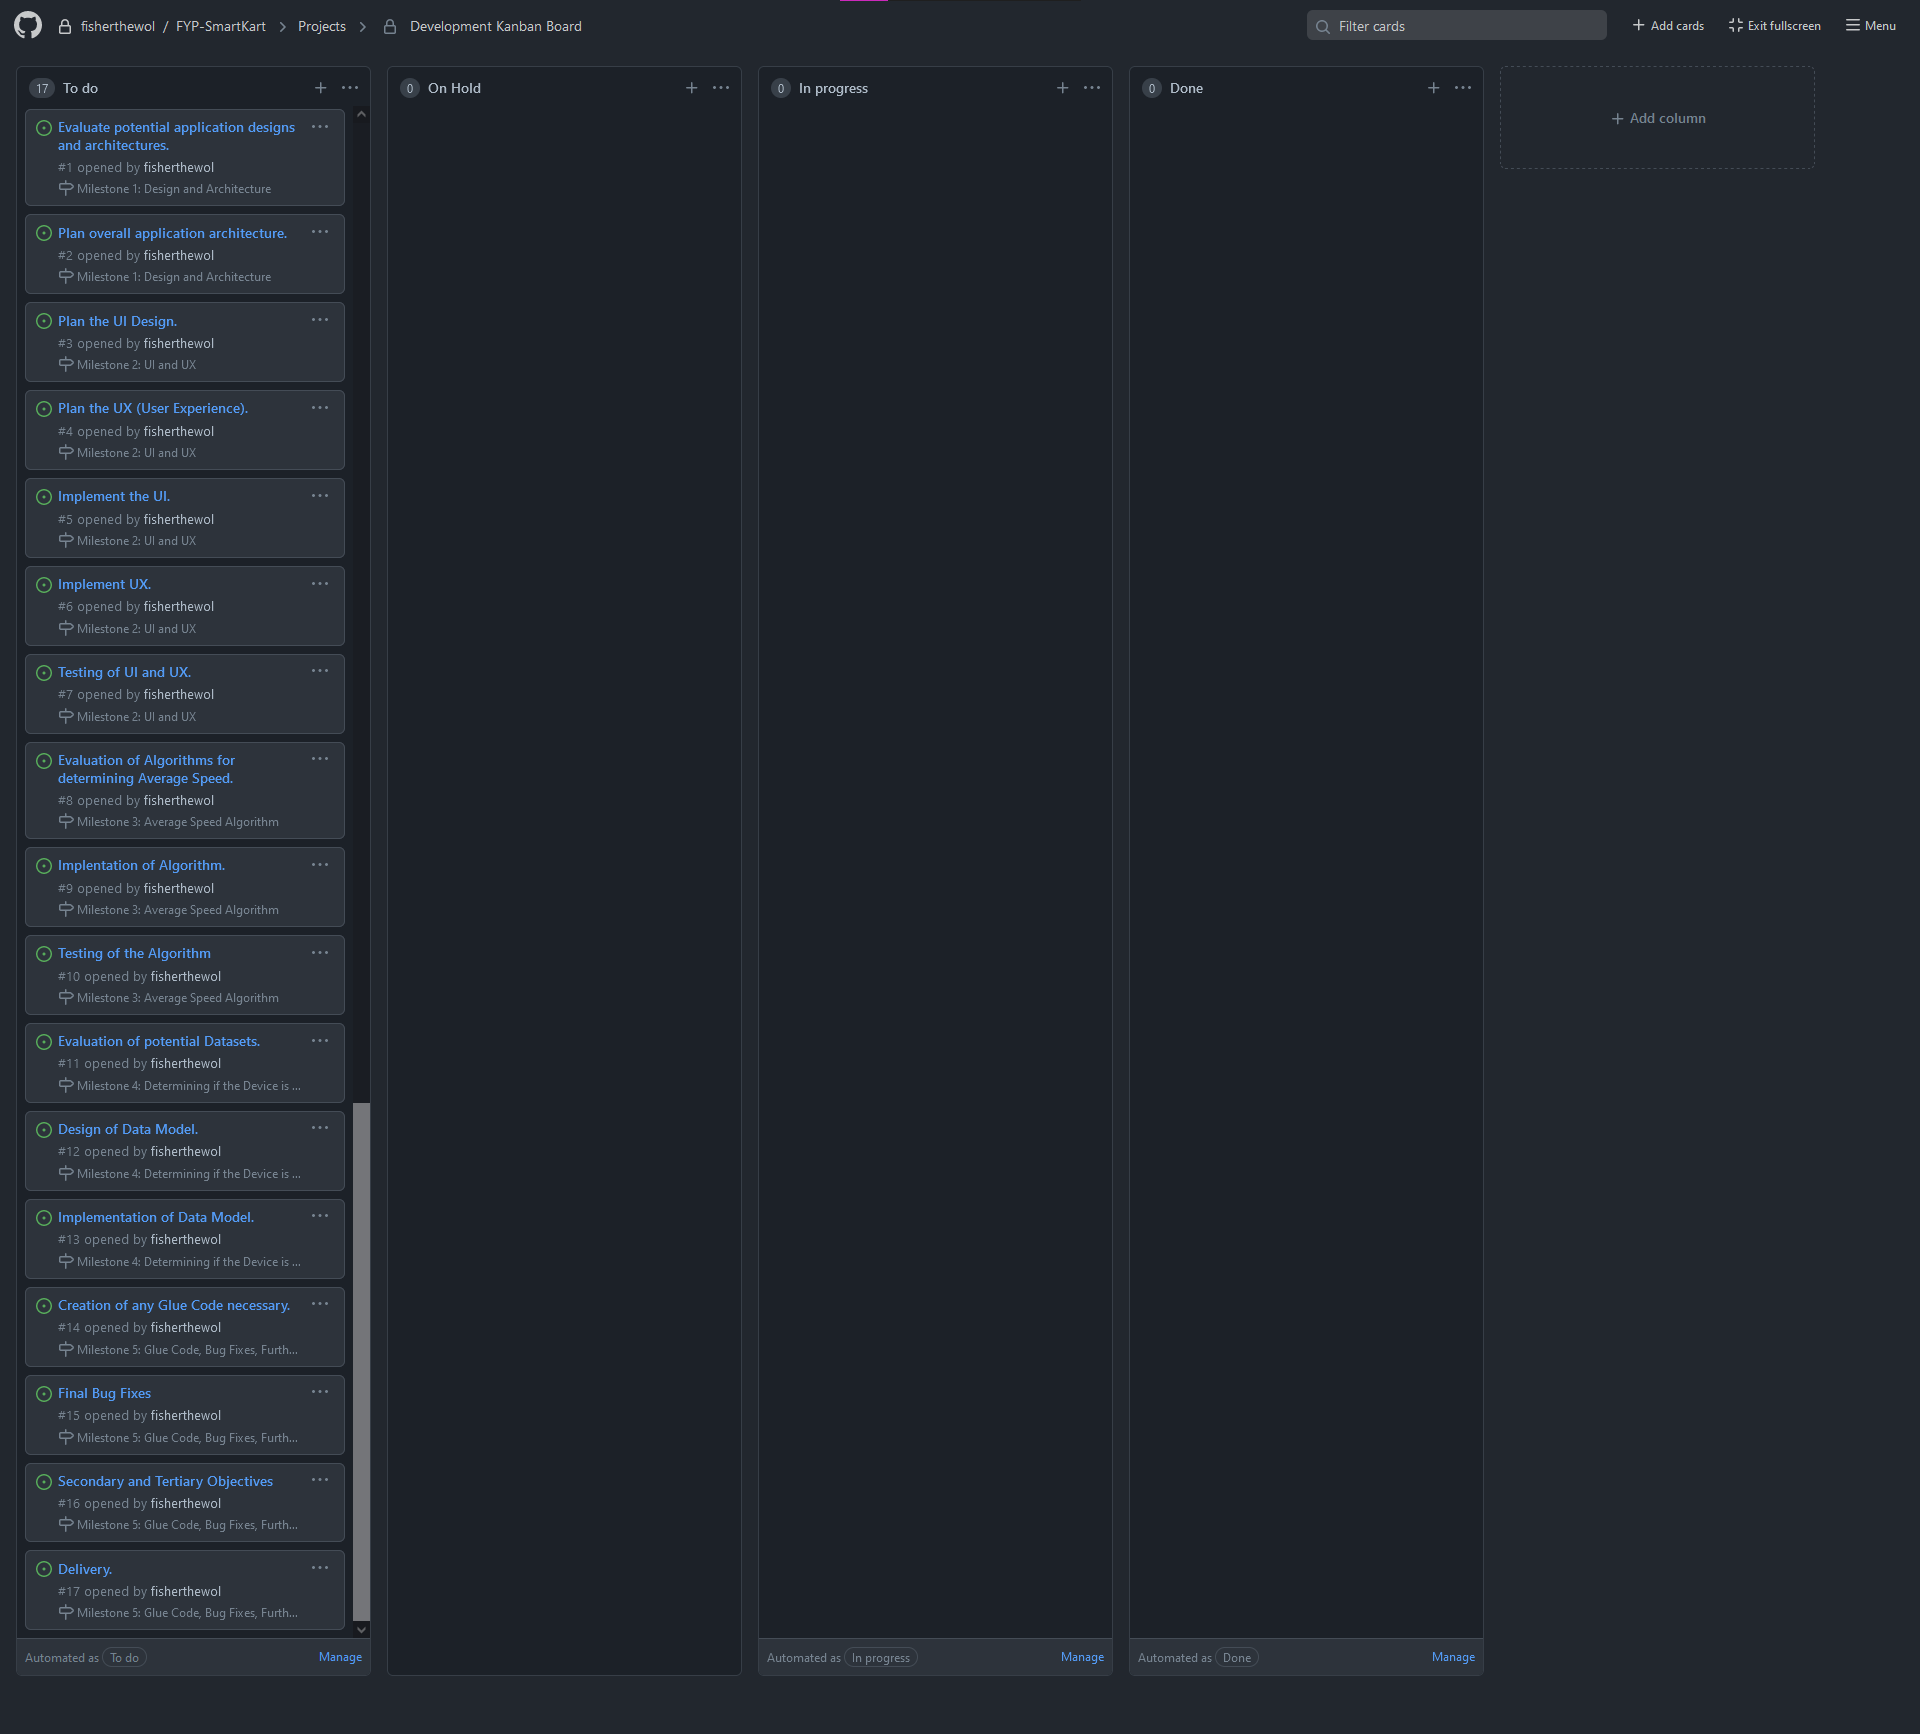 fisherthewol / FYP-SmartKart > Projects > Development Kanban Board
Filter cards
Add cards
Exit fullscreen
Menu
17 To do
Evaluate potential application designs
and architectures.
#1 opened by fisherthewol
Milestone 1: Design and Architecture
Plan overall application architecture.
#2 opened by fisherthewol
Milestone 1: Design and Architecture
Plan the UI Design.
#3 opened by fisherthewol
Milestone 2: UI and UX
Plan the UX (User Experience).
#4 opened by fisherthewol
Milestone 2: UI and UX
Implement the UI.
#5 opened by fisherthewol
Milestone 2: UI and UX
Implement UX.
#6 opened by fisherthewol
Milestone 2: UI and UX
Testing of UI and UX.
#7 opened by fisherthewol
Milestone 2: UI and UX
Evaluation of Algorithms for
determining Average Speed.
#8 opened by fisherthewol
Milestone 3: Average Speed Algorithm
Implentation of Algorithm.
#9 opened by fisherthewol
Milestone 3: Average Speed Algorithm
Testing of the Algorithm
#10 opened by fisherthewol
Milestone 3: Average Speed Algorithm
Evaluation of potential Datasets.
#11 opened by fisherthewol
Milestone 4: Determining if the Device is ...
Design of Data Model.
#12 opened by fisherthewol
Milestone 4: Determining if the Device is ...
Implementation of Data Model.
#13 opened by fisherthewol
Milestone 4: Determining if the Device is ...
Creation of any Glue Code necessary.
#14 opened by fisherthewol
Milestone 5: Glue Code, Bug Fixes, Furth...
Final Bug Fixes
#15 opened by fisherthewol
Milestone 5: Glue Code, Bug Fixes, Furth...
Secondary and Tertiary Objectives
#16 opened by fisherthewol
Milestone 5: Glue Code, Bug Fixes, Furth...
Delivery.
#17 opened by fisherthewol
Milestone 5: Glue Code, Bug Fixes, Furth...
Automated as To do Manage
0 On Hold
0 In progress
Automated as In progress Manage
0 Done
Automated as Done Manage
Add column